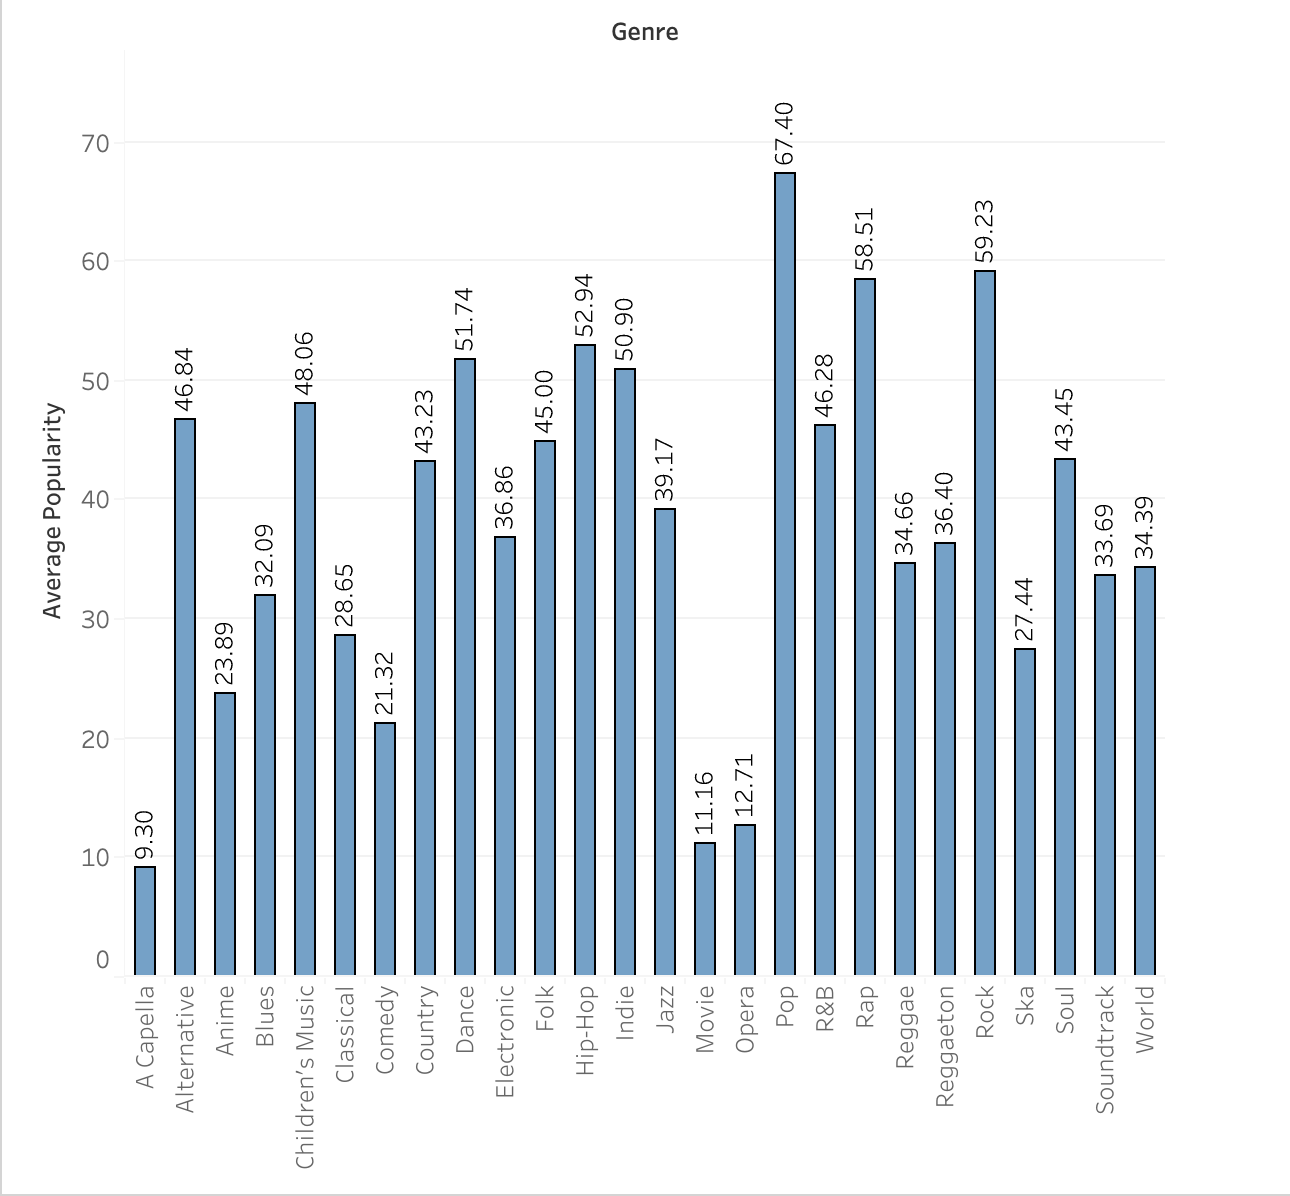 Genre
Average Popularity
70
60
50
40
30
20
10
0
9.30
46.84
23.89
32.09
48.06
28.65
21.32
43.23
51.74
36.86
45.00
52.94
50.90
39.17
11.16
12.71
67.40
46.28
58.51
34.66
36.40
59.23
27.44
43.45
33.69
34.39
A Capella
Alternative
Anime
Blues
Children’s Music
Classical
Comedy
Country
Dance
Electronic
Folk
Hip-Hop
Indie
Jazz
Movie
Opera
Pop
R&B
Rap
Reggae
Reggaeton
Rock
Ska
Soul
Soundtrack
World